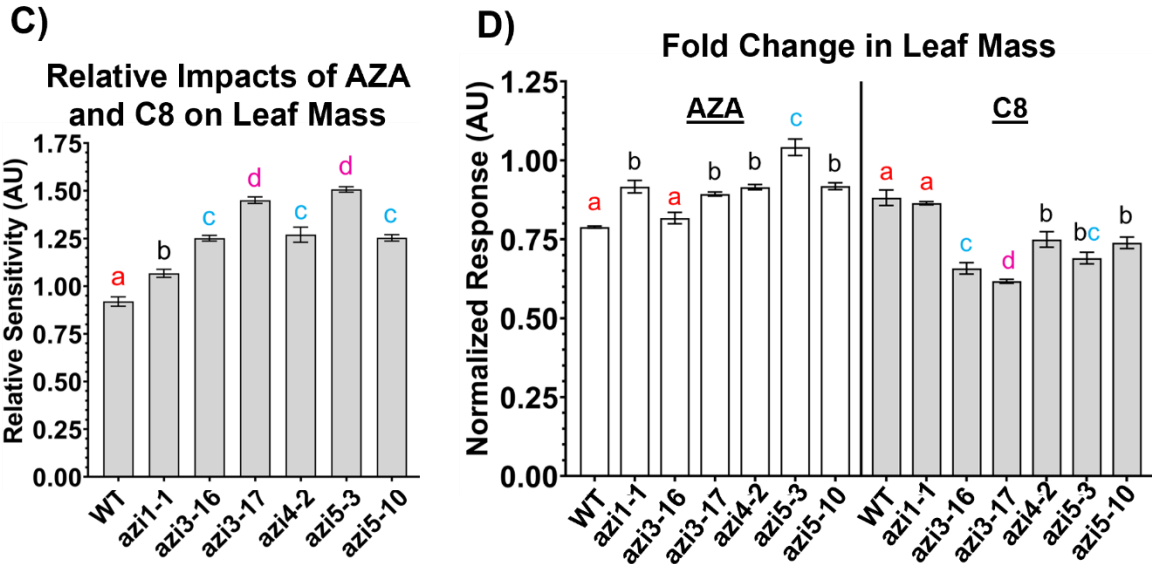 C)
Relative Impacts of AZA
and C8 on Leaf Mass
Relative Sensitivity (AU)
1.75
1.50
1.25
1.00
0.75
0.50
0.25
0.00
a
b
c
d
c
d
c
WT
azi1-1
azi3-16
azi3-17
azi4-2
azi5-3
azi5-10
D)
Fold Change in Leaf Mass
Normalized Response (AU)
1.25
1.00
0.75
0.50
0.25
0.00
AZA
C8
a
b
a
b
b
c
b
a
a
c
d
b
bc
b
WT
azi1-1
azi3-16
azi3-17
azi4-2
azi5-3
azi5-10
WT
azi1-1
azi3-16
azi3-17
azi4-2
azi5-3
azi5-10